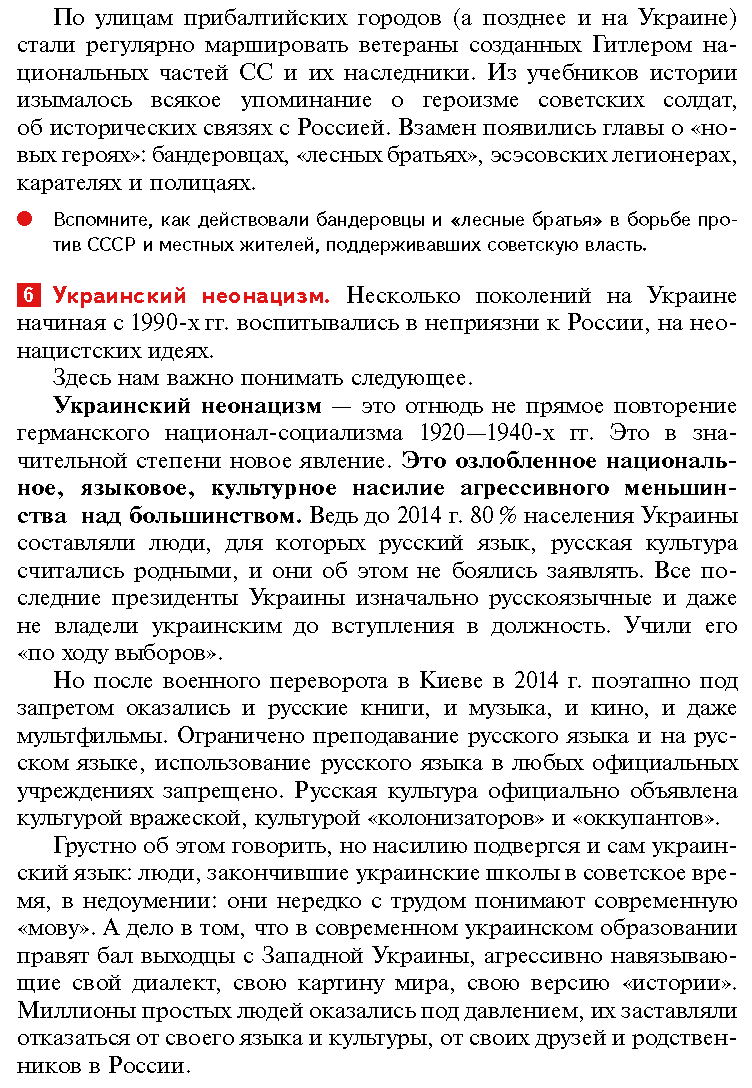 По улицам прибалтийских городов (а позднее и на Украине)
стали регулярно маршировать ветераны созданных Гитлером на-
циональных частей СС и их наследники. Из учебников истории
изымалось всякое упоминание о героизме советских солдат,
об исторических связях с Россией. Взамен появились главы о «но-
вых героях»: бандеровцах, «лесных братьях», эсэсовских легионерах,
карателях и полицаях.
Вспомните, как действовали бандеровцы и «лесные братья» в борьбе про-
тив СССР и местных жителей, поддерживавших советскую власть.
6 Украинский неонацизм. Несколько поколений на Украине
начиная с 1990-х гг. воспитывались в неприязни к России, на нео-
нацистских идеях.
Здесь нам важно понимать следующее.
Украинский неонацизм — это отнюдь не прямое повторение
германского национал-социализма 1920—1940-х гг. Это в зна-
чительной степени новое явление. Это озлобленное националь-
ное, языковое, культурное насилие агрессивного меньшин-
ства над большинством. Ведь до 2014 г. 80 % населения Украины
составляли люди, для которых русский язык, русская культура
считались родными, и они об этом не боялись заявлять. Все по-
следние президенты Украины изначально русскоязычные и даже
не владели украинским до вступления в должность. Учили его
«по ходу выборов».
Но после военного переворота в Киеве в 2014 г. поэтапно под
запретом оказались и русские книги, и музыка, и кино, и даже
мультфильмы. Ограничено преподавание русского языка и на рус-
ском языке, использование русского языка в любых официальных
учреждениях запрещено. Русская культура официально объявлена
культурой вражеской, культурой «колонизаторов» и «оккупантов».
Грустно об этом говорить, но насилию подвергся и сам украин-
ский язык: люди, закончившие украинские школы в советское вре-
мя, в недоумении: они нередко с трудом понимают современную
«мову». А дело в том, что в современном украинском образовании
правят бал выходцы с Западной Украины, агрессивно навязываю-
щие свой диалект, свою картину мира, свою версию «истории».
Миллионы простых людей оказались под давлением, их заставляли
отказаться от своего языка и культуры, от своих друзей и родствен-
ников в России.